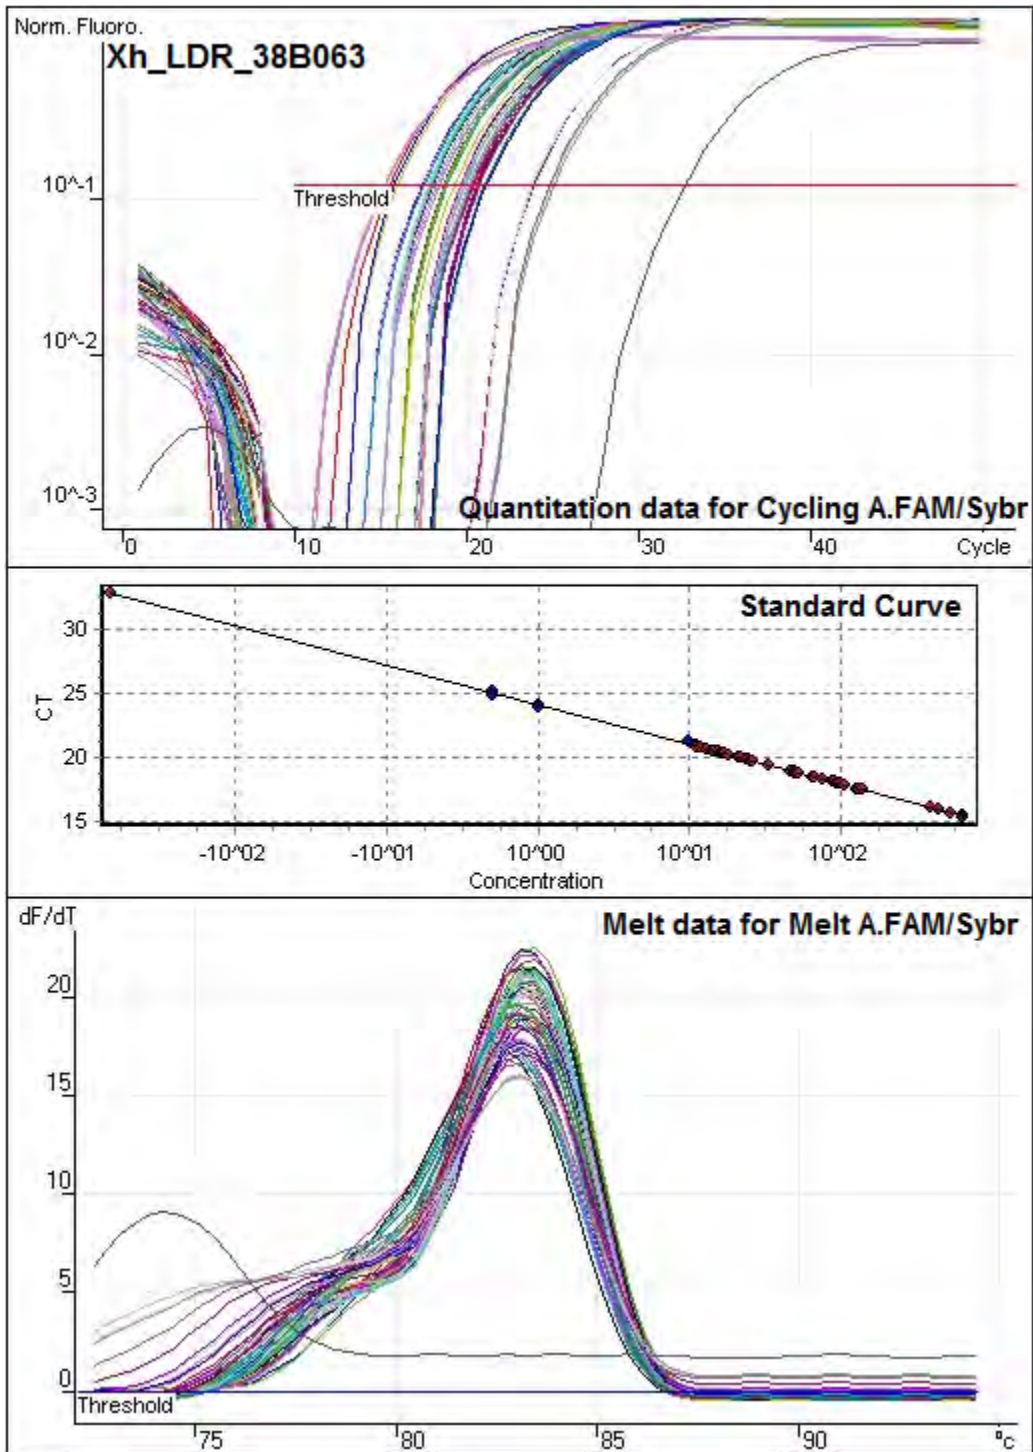 Norm. Fluoro.
Xh_LDR_38B063
10^-1
Threshold
10^-2
10^-3
Quantitation data for Cycling A.FAM/Sybr
0 10 20 30 40 Cycle
Standard Curve
30
CT
25
20
15
-10^02 -10^01 10^00 10^01 10^02
Concentration
dF/dT
Melt data for Melt A.FAM/Sybr
20
15
10
5
0
Threshold
75 80 85 90 °c